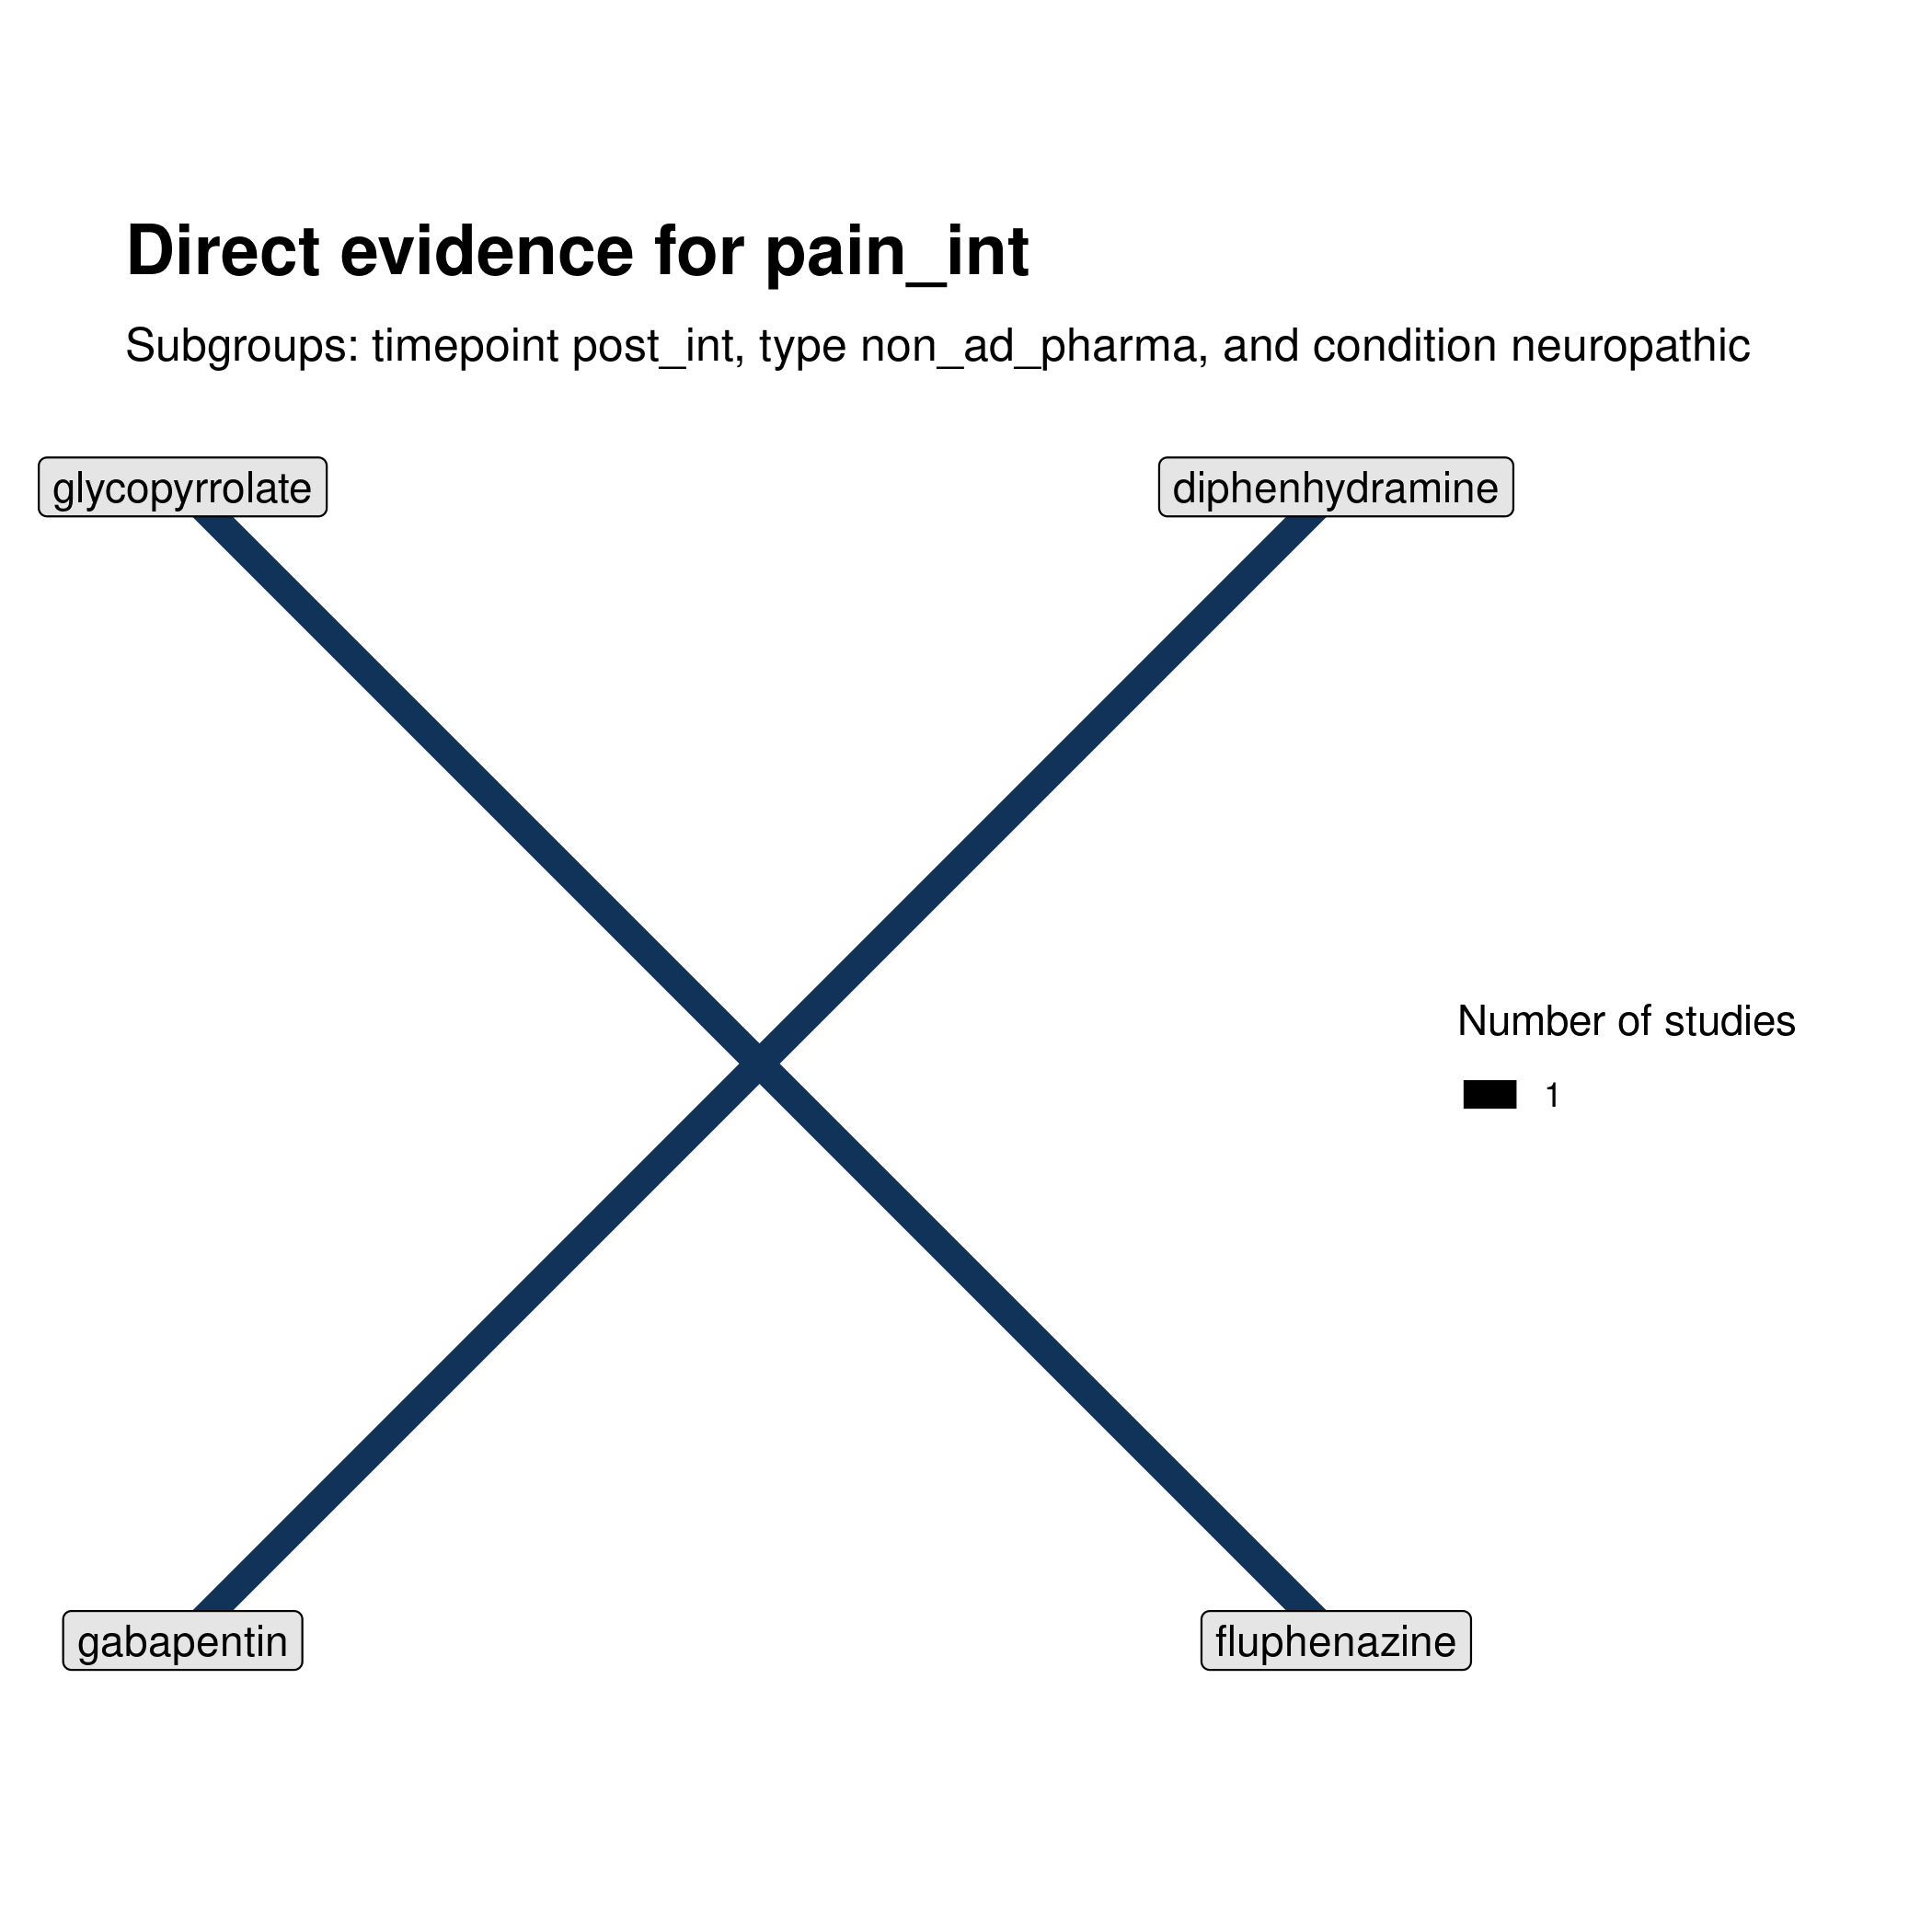 Direct evidence for pain_int
Subgroups: timepoint post_int, type non_ad_pharma, and condition neuropathic
glycopyrrolate
diphenhydramine
Number of studies
1
gabapentin
fluphenazine